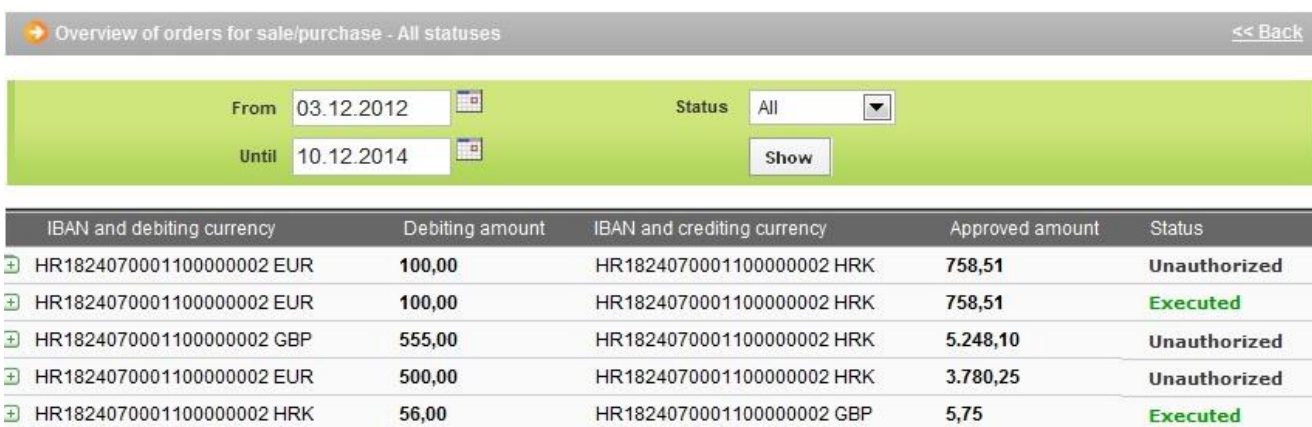 Overview of orders for sale/purchase - All statuses << Back
From 03.12.2012 Status All
Until 10.12.2014 Show
IBAN and debiting currency Debiting amount IBAN and crediting currency Approved amount Status
HR1824070001100000002 EUR 100,00 HR1824070001100000002 HRK 758,51 Unauthorized
HR1824070001100000002 EUR 100,00 HR1824070001100000002 HRK 758,51 Executed
HR1824070001100000002 GBP 555,00 HR1824070001100000002 HRK 5.248,10 Unauthorized
HR1824070001100000002 EUR 500,00 HR1824070001100000002 HRK 3.780,25 Unauthorized
HR1824070001100000002 HRK 56,00 HR1824070001100000002 GBP 5,75 Executed